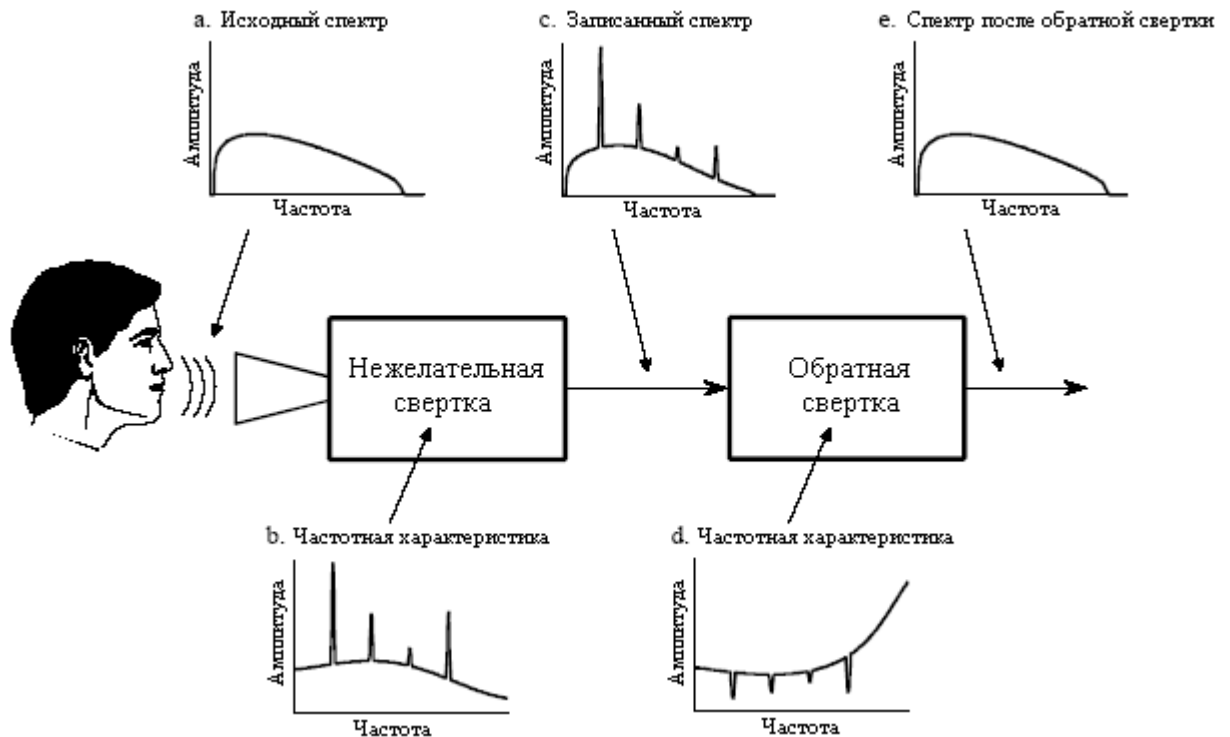 a. Исходный спектр
c. Записанный спектр
e. Спектр после обратной свертки
Амплитуда
Частота
Амплитуда
Частота
Амплитуда
Частота
Нежелательная
свертка
Обратная
свертка
b. Частотная характеристика
d. Частотная характеристика
Амплитуда
Частота
Амплитуда
Частота